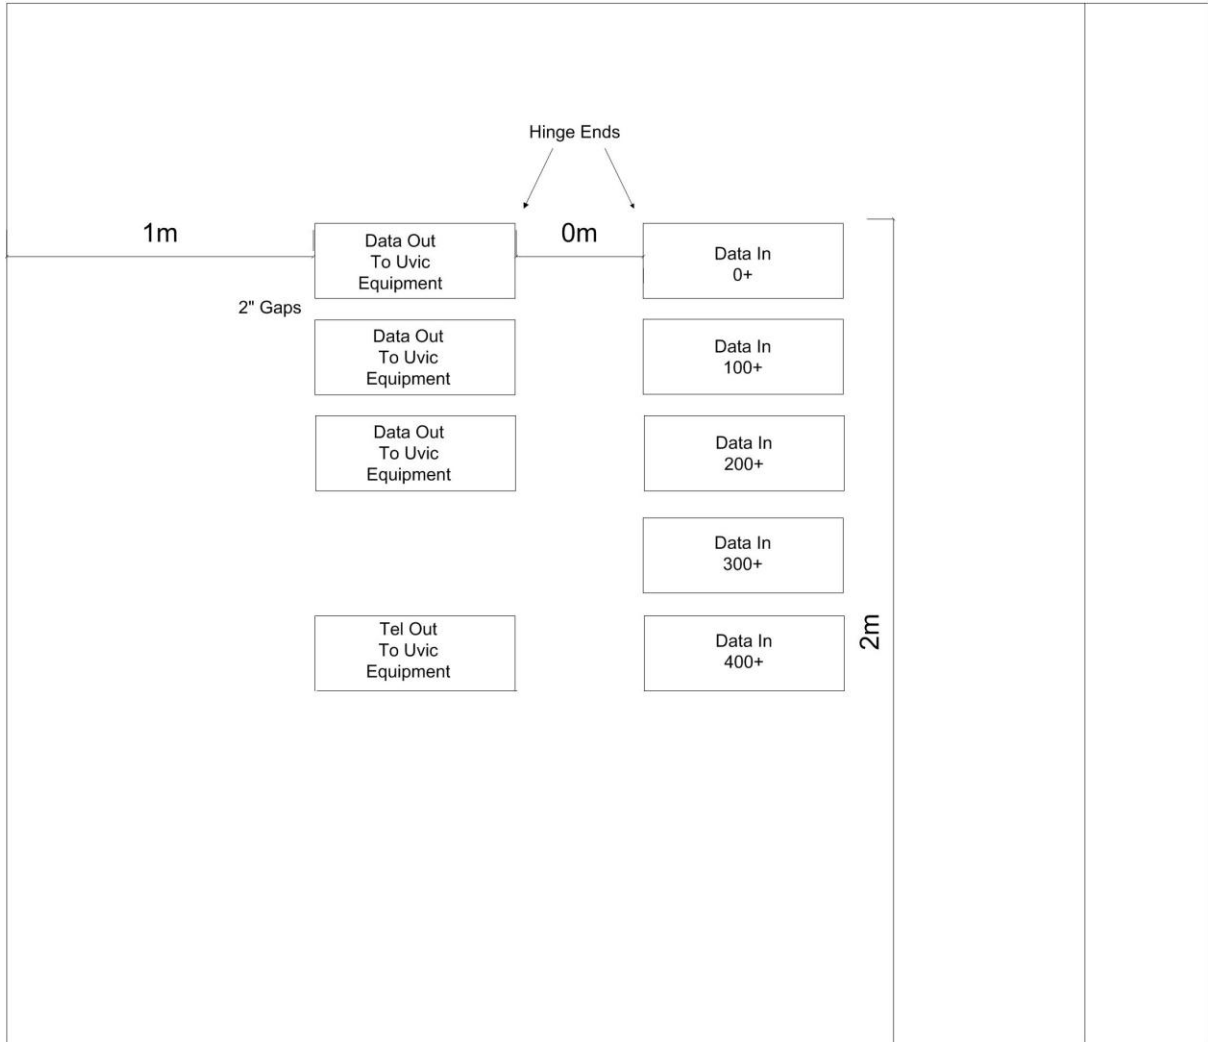 Hinge Ends
1m
0m
Data Out
To Uvic
Equipment
Data In
0+
2" Gaps
Data Out
To Uvic
Equipment
Data In
100+
Data Out
To Uvic
Equipment
Data In
200+
Data In
300+
Tel Out
To Uvic
Equipment
Data In
400+
2m